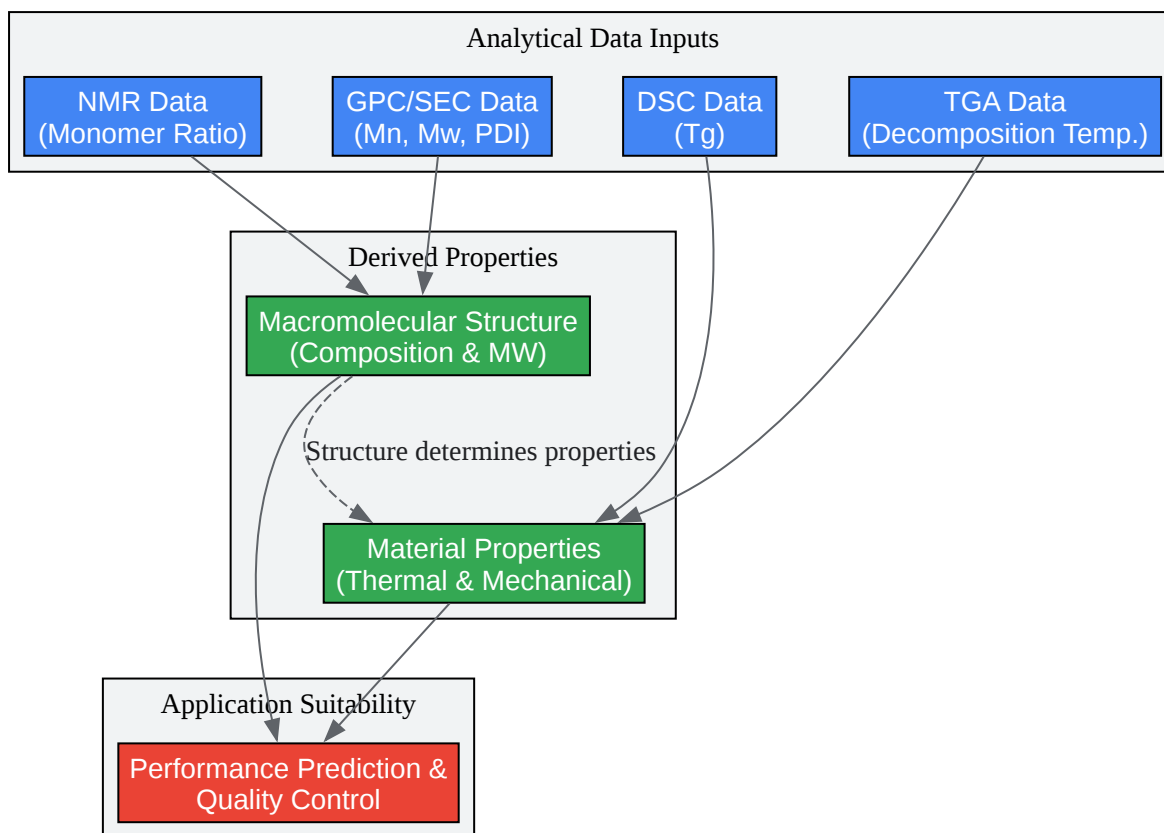 Analytical Data Inputs
NMR Data
(Monomer Ratio)
GPC/SEC Data
(Mn, Mw, PDI)
DSC Data
(Tg)
TGA Data
(Decomposition Temp.)
Derived Properties
Macromolecular Structure
(Composition & MW)
Structure determines properties
Material Properties
(Thermal & Mechanical)
Application Suitability
Performance Prediction &
Quality Control